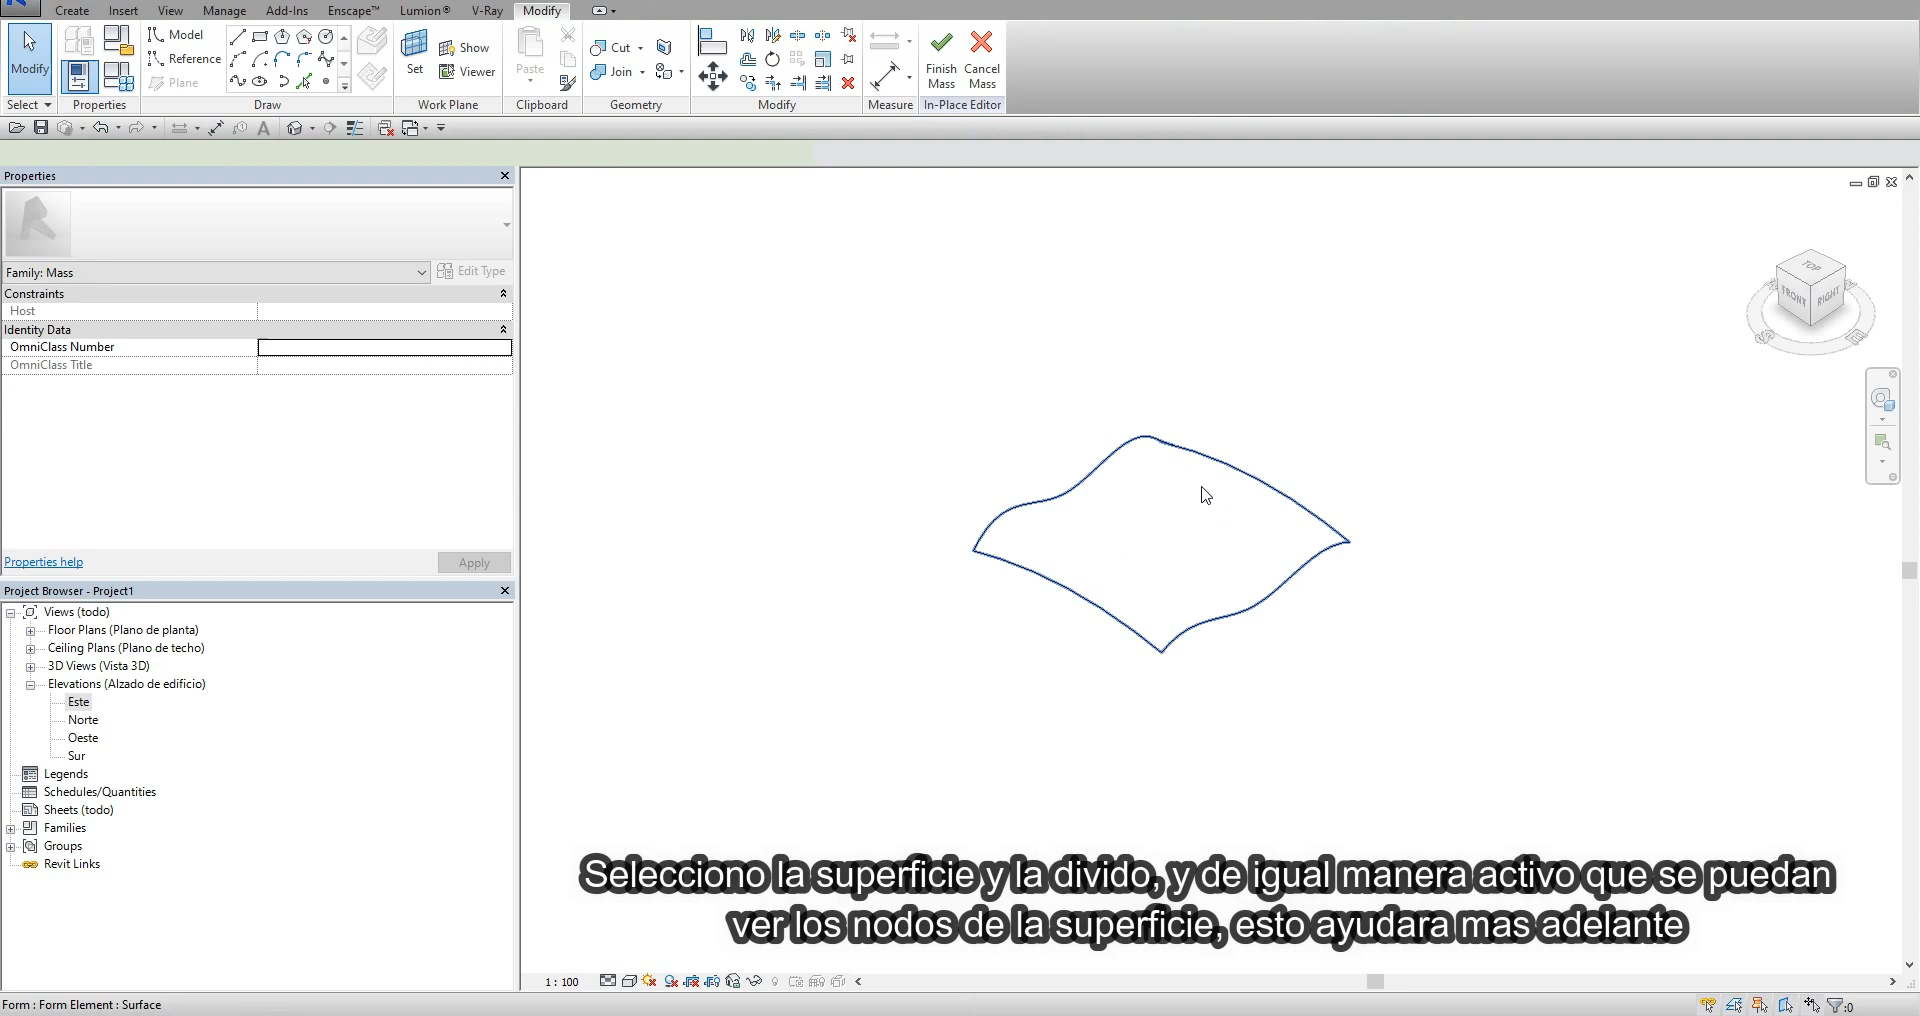 Create Insert View Manage Add-Ins Enscape™ Lumion® V-Ray Modify
Modify
Select
Properties
Model
Reference
Plane
Draw
Set
Show
Viewer
Work Plane
Paste
Clipboard
Cut
Join
Geometry
Modify
Measure
Finish Mass
Cancel Mass
In-Place Editor
Properties
Family: Mass
Edit Type
Constraints
Host
Identity Data
OmniClass Number
OmniClass Title
Properties help
Apply
Project Browser - Project1
Views (todo)
Floor Plans (Plano de planta)
Ceiling Plans (Plano de techo)
3D Views (Vista 3D)
Elevations (Alzado de edificio)
Este
Norte
Oeste
Sur
Legends
Schedules/Quantities
Sheets (todo)
Families
Groups
Revit Links
TOP
FRONT
RIGHT
S
E
Selecciono la superficie y la divido, y de igual manera activo que se puedan
ver los nodos de la superficie, esto ayudara mas adelante
1 : 100
Form : Form Element : Surface
:0